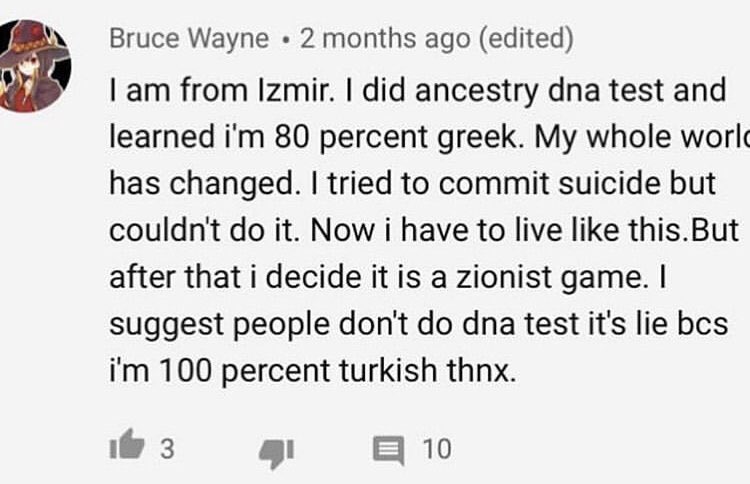 Bruce Wayne • 2 months ago (edited)
I am from Izmir. I did ancestry dna test and
learned i'm 80 percent greek. My whole world
has changed. I tried to commit suicide but
couldn't do it. Now i have to live like this.But
after that i decide it is a zionist game. I
suggest people don't do dna test it's lie bcs
i'm 100 percent turkish thnx.
3
10